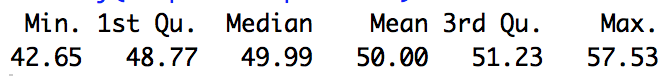 Min. 1st Qu. Median Mean 3rd Qu. Max.
42.65 48.77 49.99 50.00 51.23 57.53